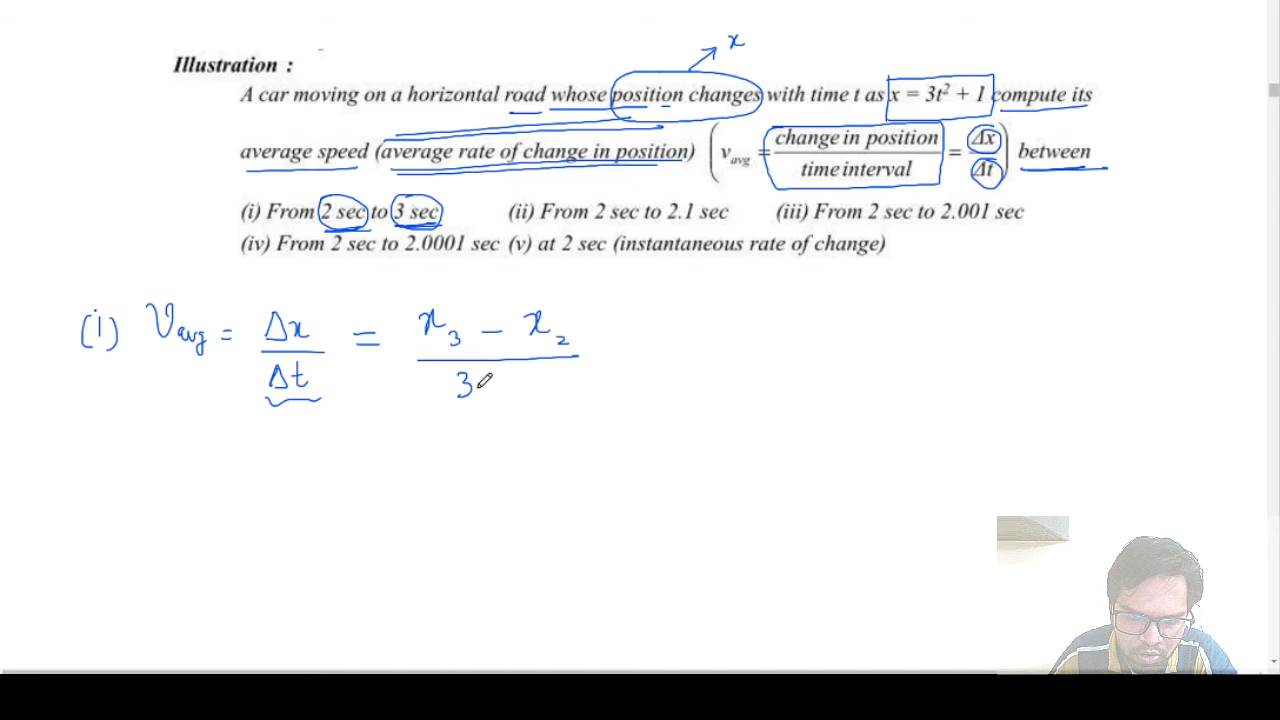 x
Illustration :
A car moving on a horizontal road whose position changes with time t as x = 3t² + 1 compute its
average speed (average rate of change in position) (v_avg = change in position / time interval = Δx / Δt) between
(i) From 2 sec to 3 sec (ii) From 2 sec to 2.1 sec (iii) From 2 sec to 2.001 sec
(iv) From 2 sec to 2.0001 sec (v) at 2 sec (instantaneous rate of change)
(i) V_avg = Δx / Δt = x₃ - x₂ / 3